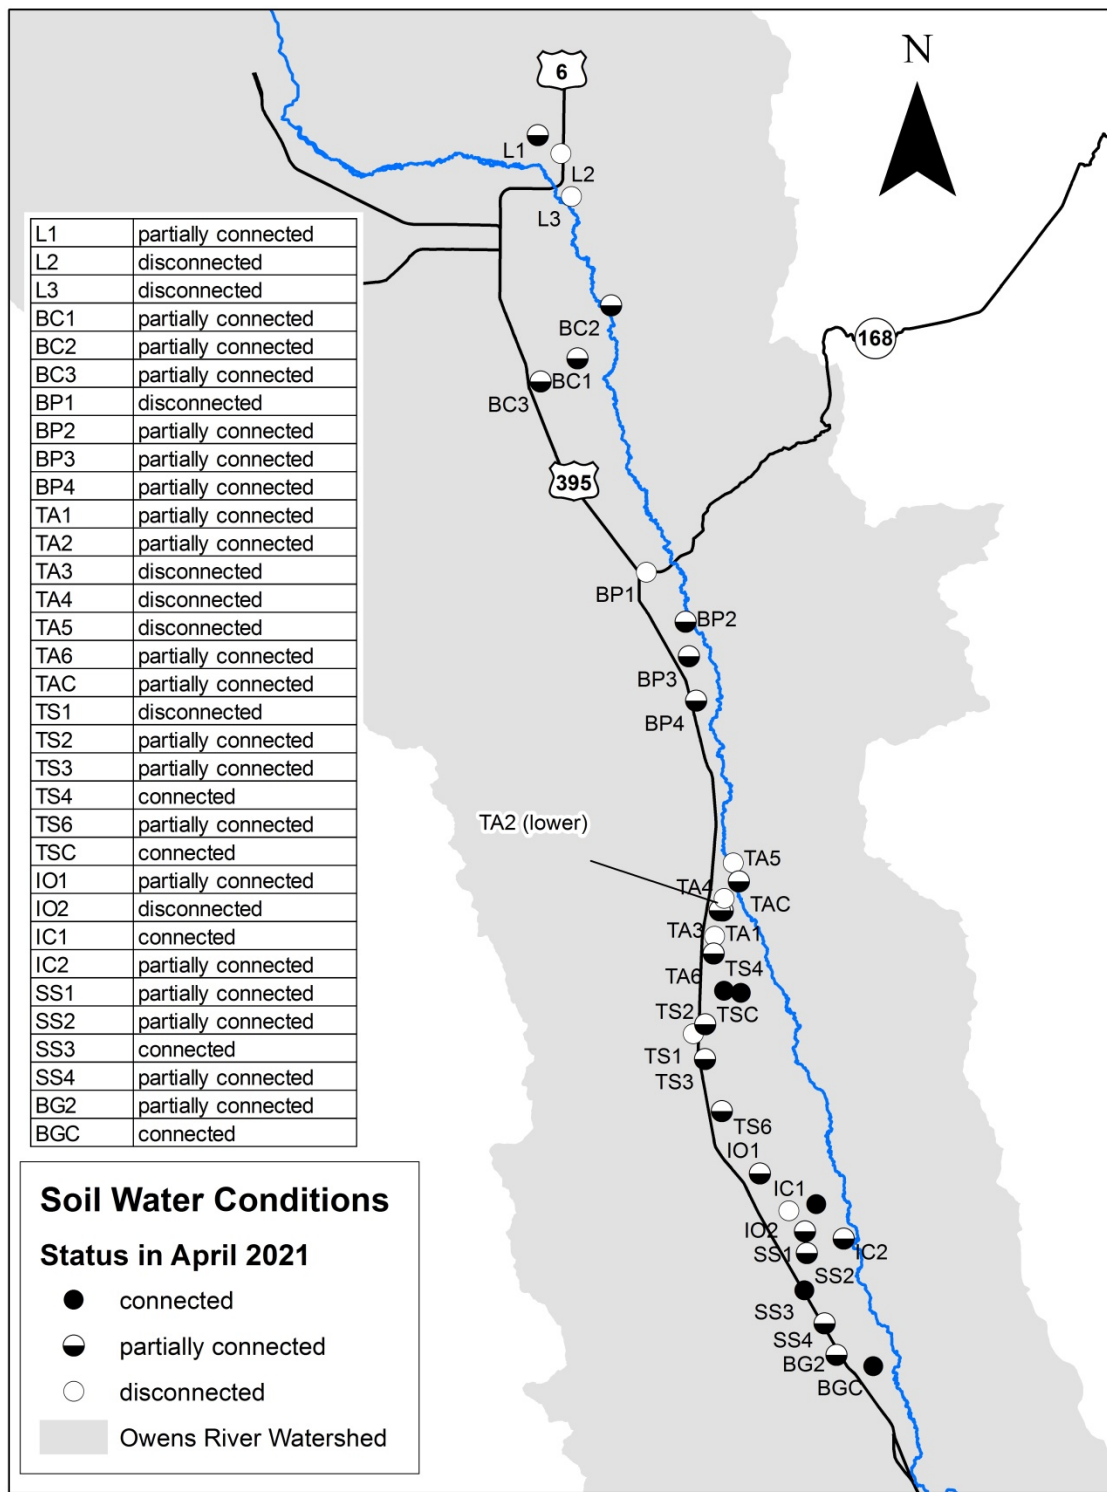 N
6
L1
L2
L3
L1 partially connected
L2 disconnected
L3 disconnected
BC1 partially connected
BC2 partially connected
BC3 partially connected
BP1 disconnected
BP2 partially connected
BP3 partially connected
BP4 partially connected
TA1 partially connected
TA2 partially connected
TA3 disconnected
TA4 disconnected
TA5 disconnected
TA6 partially connected
TAC partially connected
TS1 disconnected
TS2 partially connected
TS3 partially connected
TS4 connected
TS6 partially connected
TSC connected
IO1 partially connected
IO2 disconnected
IC1 connected
IC2 partially connected
SS1 partially connected
SS2 partially connected
SS3 connected
SS4 partially connected
BG2 partially connected
BGC connected
BC2
168
BC1
BC3
395
BP1
BP2
BP3
BP4
TA2 (lower)
TA5
TA4
TAC
TA3 TA1
TA6 TS4
TS2 TSC
TS1
TS3
TS6
IO1
IC1
IO2
SS1 IC2
SS2
SS3
SS4
BG2
BGC
Soil Water Conditions
Status in April 2021
connected
partially connected
disconnected
Owens River Watershed